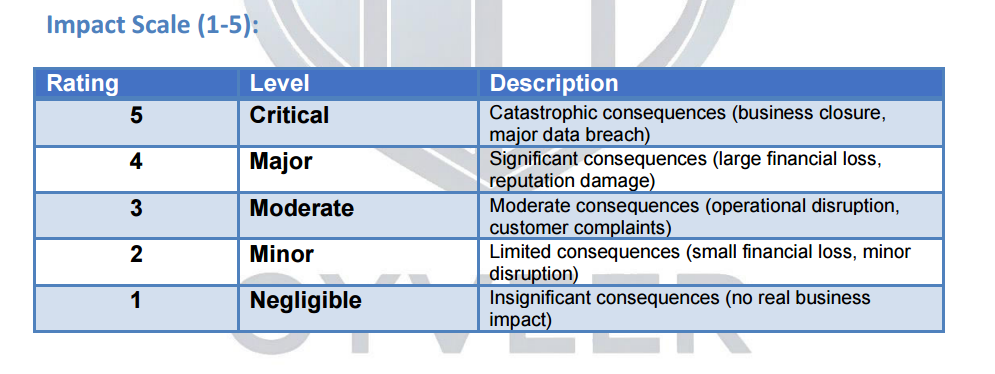 Impact Scale (1-5):
Rating Level Description
5 Critical Catastrophic consequences (business closure,
major data breach)
4 Major Significant consequences (large financial loss,
reputation damage)
3 Moderate Moderate consequences (operational disruption,
customer complaints)
2 Minor Limited consequences (small financial loss, minor
disruption)
1 Negligible Insignificant consequences (no real business
impact)